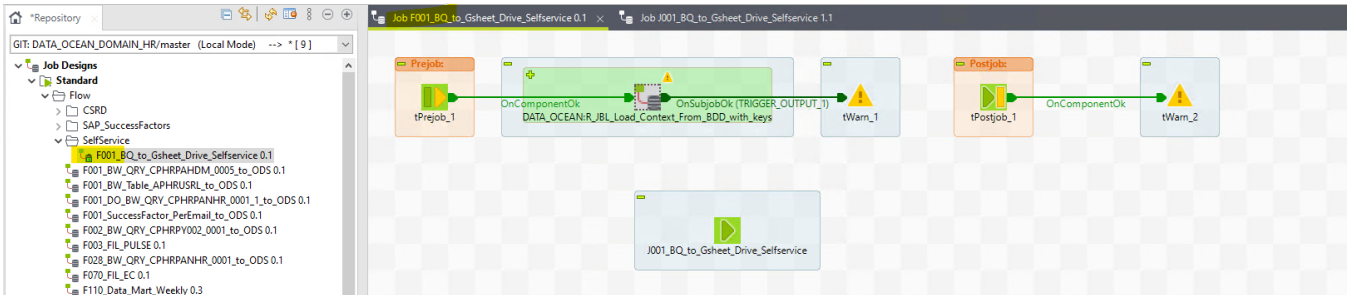 *Repository
GIT: DATA_OCEAN_DOMAIN_HR/master (Local Mode) --> *[9]
Job Designs
Standard
Flow
CSRD
SAP_SuccessFactors
SelfService
F001_BQ_to_Gsheet_Drive_Selfservice 0.1
F001_BW_QRY_CPHRPAHDM_0005_to_ODS 0.1
F001_BW_Table_APHRUSRL_to_ODS 0.1
F001_DO_BW_QRY_CPHRPANHR_0001_1_to_ODS 0.1
F001_SuccessFactor_PerEmail_to_ODS 0.1
F002_BW_QRY_CPHRPY002_0001_to_ODS 0.1
F003_FIL_PULSE 0.1
F028_BW_QRY_CPHRPANHR_0001_to_ODS 0.1
F070_FIL_EC 0.1
F110_Data_Mart_Weekly 0.3
Job F001_BQ_to_Gsheet_Drive_Selfservice 0.1
Job J001_BQ_to_Gsheet_Drive_Selfservice 1.1
Prejob:
tPrejob_1
OnComponentOk
OnSubjobOk (TRIGGER_OUTPUT_1)
DATA_OCEAN:R_JBL_Load_Context_From_BDD_with_keys
tWarn_1
Postjob:
tPostjob_1
OnComponentOk
tWarn_2
J001_BQ_to_Gsheet_Drive_Selfservice